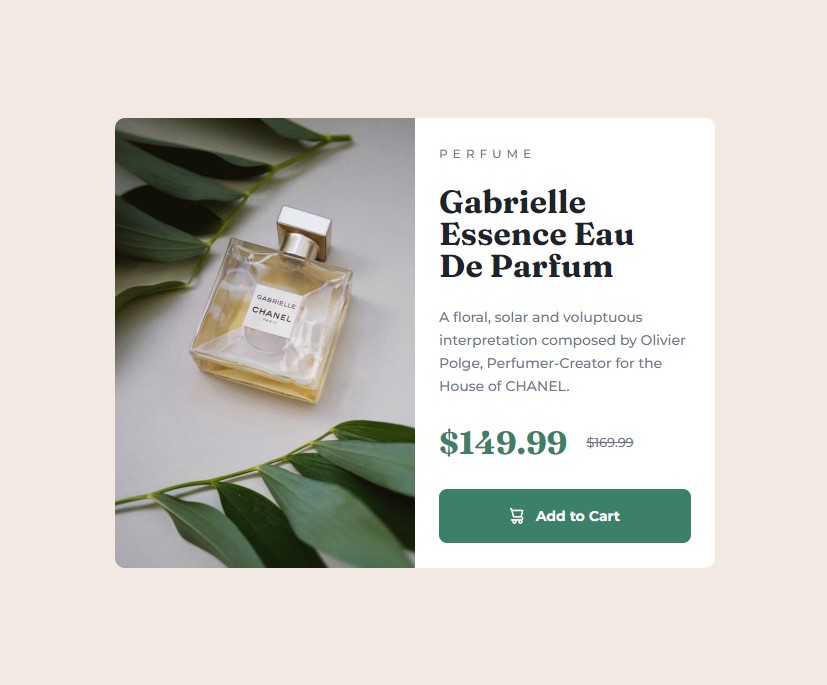 GABRIELLE
CHANEL
PARIS
PERFUME
Gabrielle
Essence Eau
De Parfum
A floral, solar and voluptuous
interpretation composed by Olivier
Polge, Perfumer-Creator for the
House of CHANEL.
$149.99 $169.99
Add to Cart